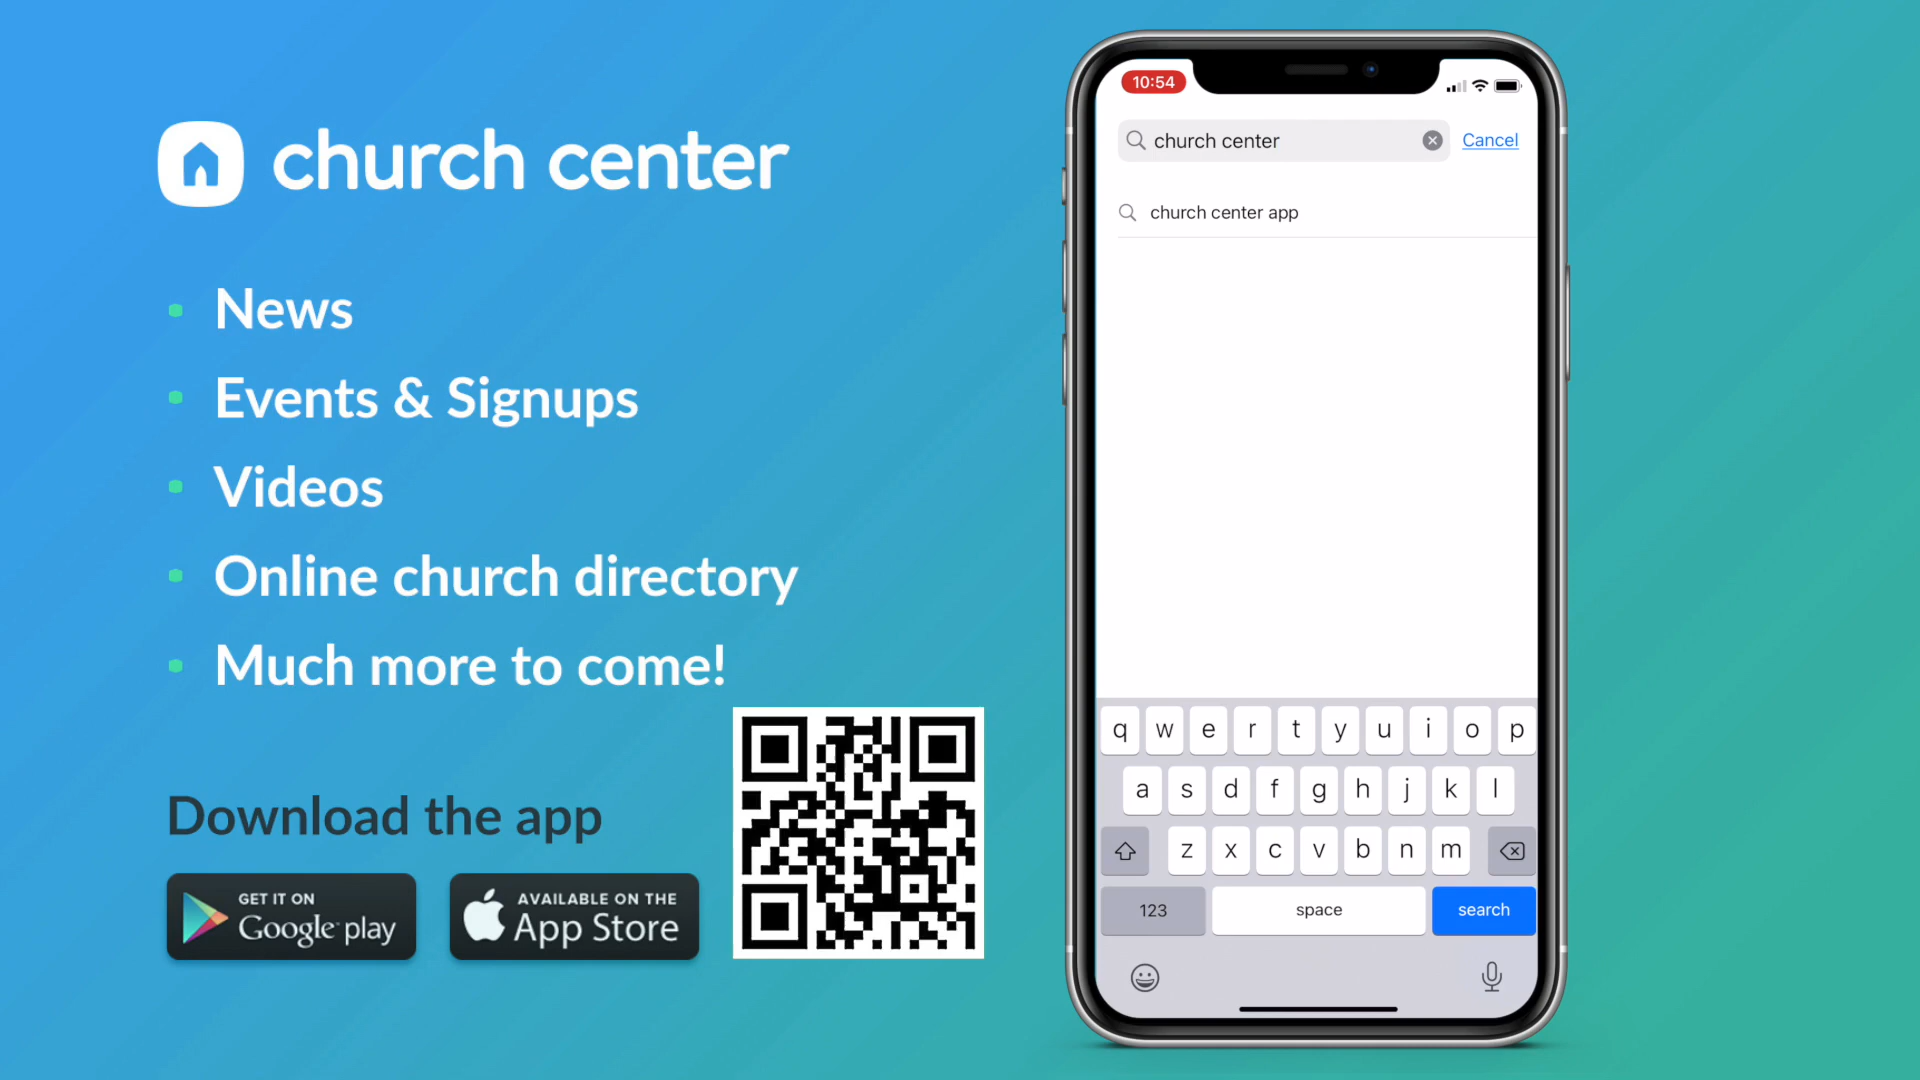 church center
News
Events & Signups
Videos
Online church directory
Much more to come!
Download the app
GET IT ON
Google play
AVAILABLE ON THE
App Store
10:54
church center
Cancel
church center app
q w e r t y u i o p
a s d f g h j k l
z x c v b n m
123 space search